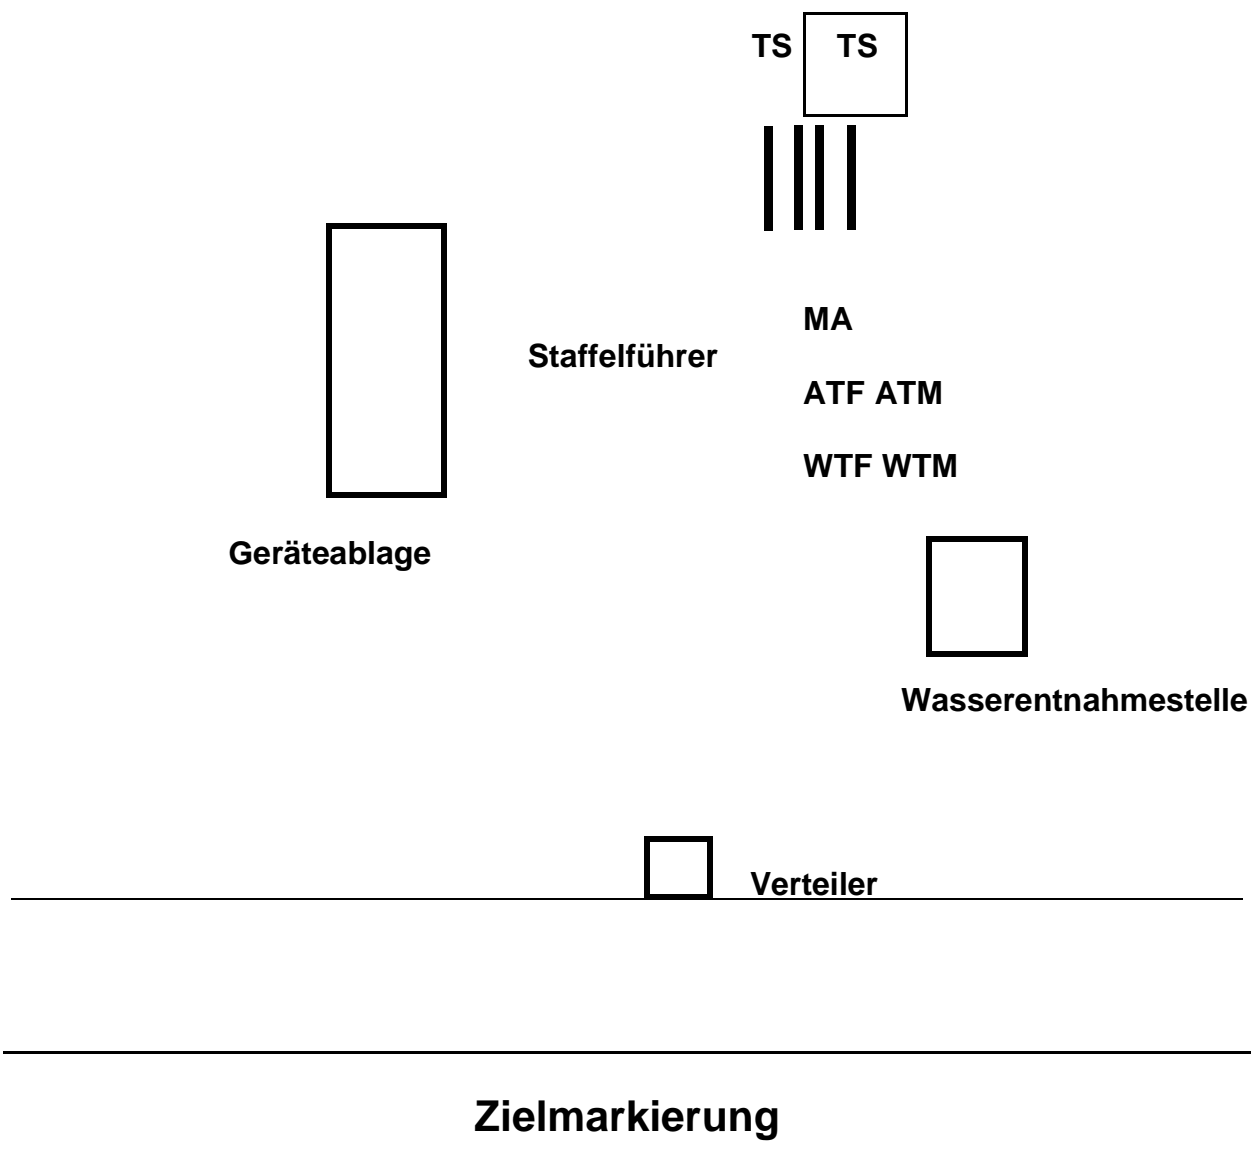 TS TS
MA
Staffelführer
ATF ATM
WTF WTM
Geräteablage
Wasserentnahmestelle
Verteiler
Zielmarkierung